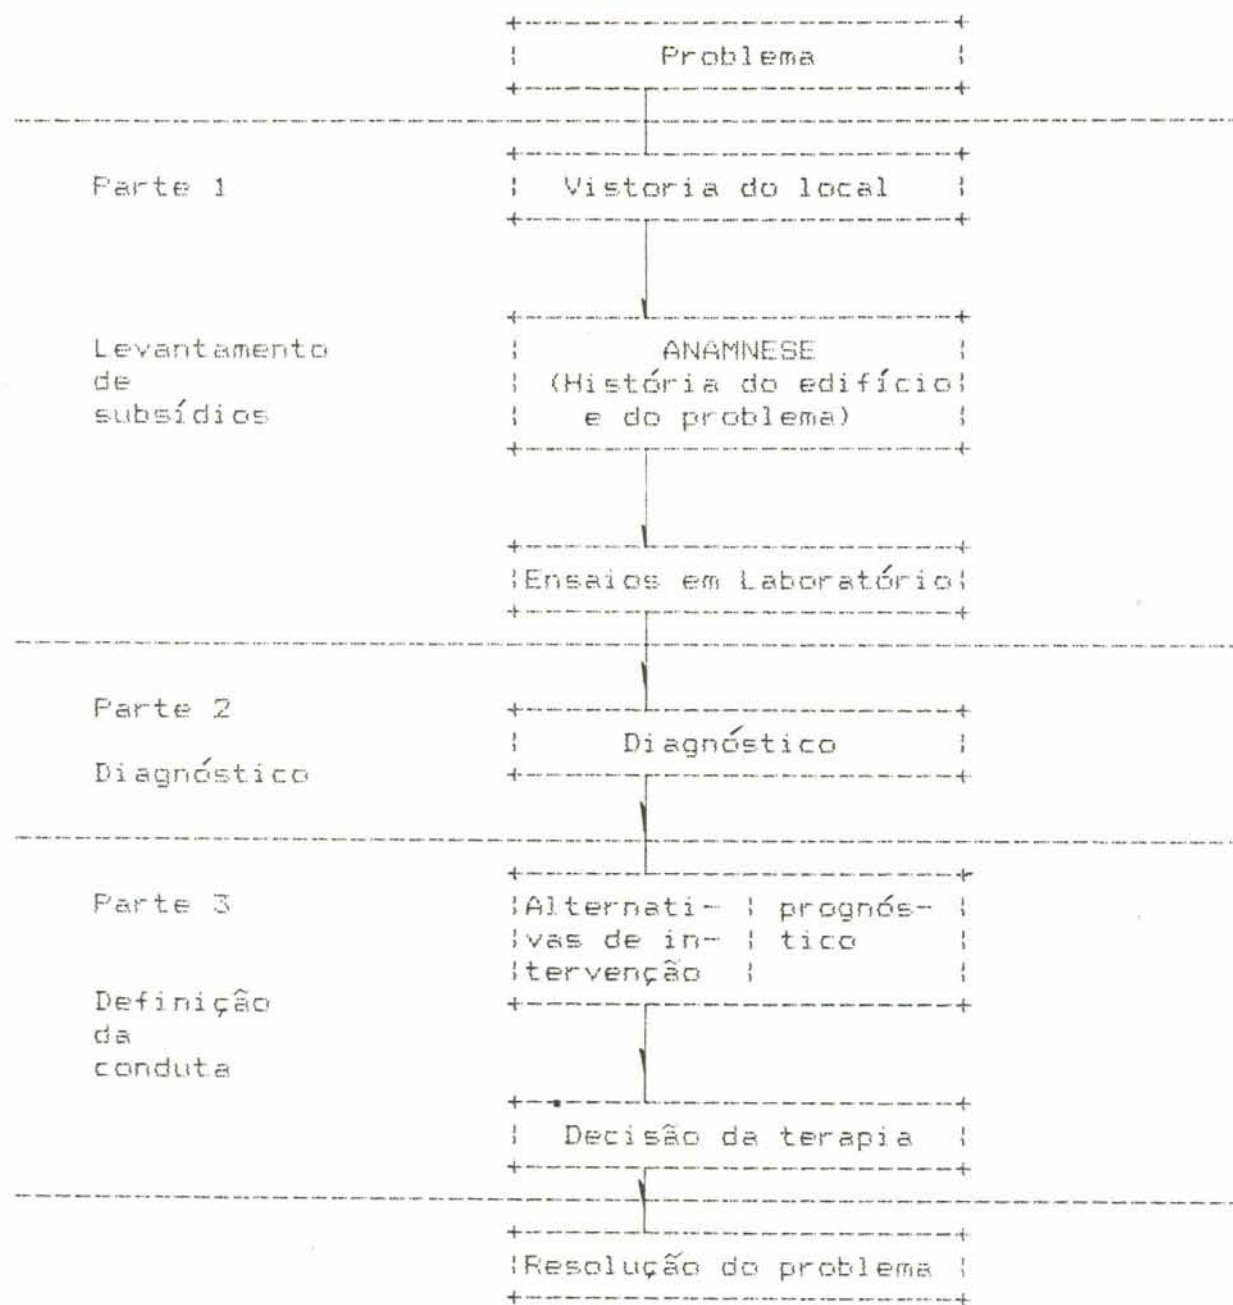 Problema
Parte 1
Vistoria do local
Levantamento
de
subsídios
ANAMNESE
(História do edifício
e do problema)
Ensaios em Laboratório
Parte 2
Diagnóstico
Diagnóstico
Parte 3
Definição
da
conduta
Alternati-
vas de in-
tervenção
prognós-
tico
Decisão da terapia
Resolução do problema